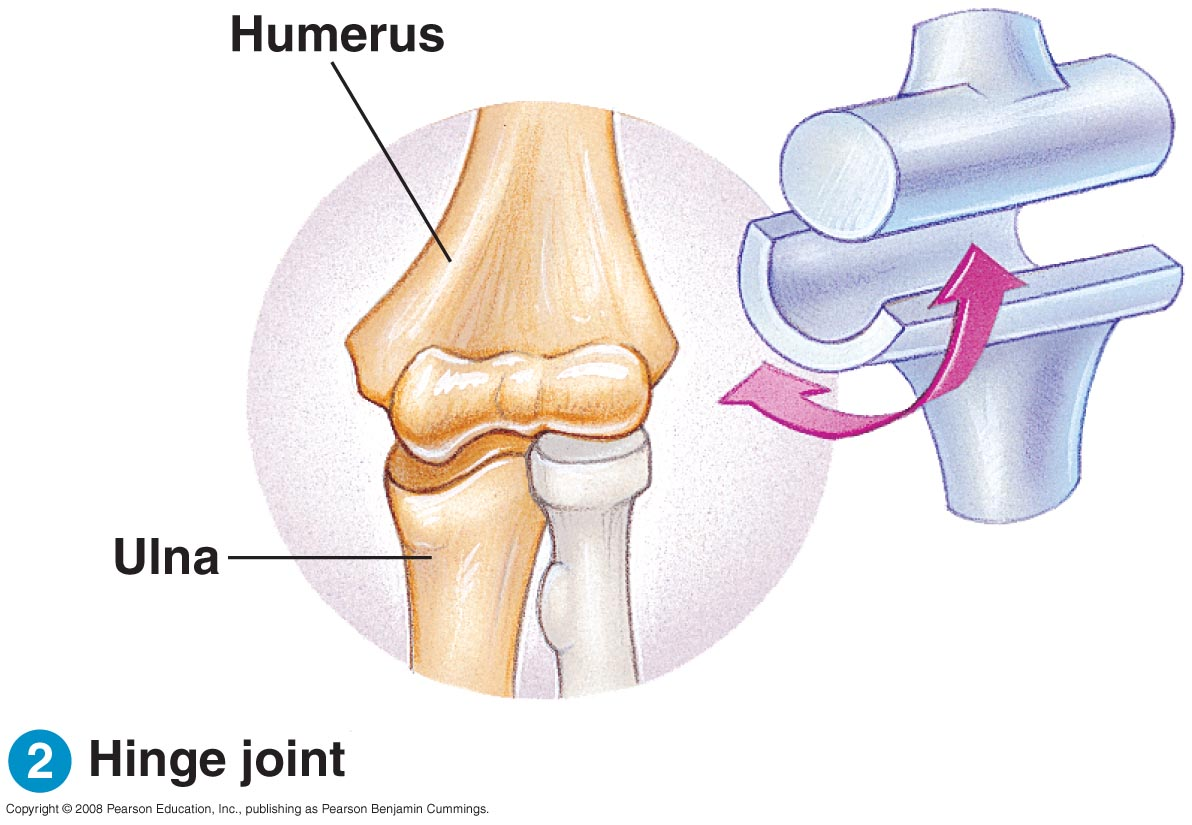 Humerus
Ulna
2 Hinge joint
Copyright © 2008 Pearson Education, Inc., publishing as Pearson Benjamin Cummings.